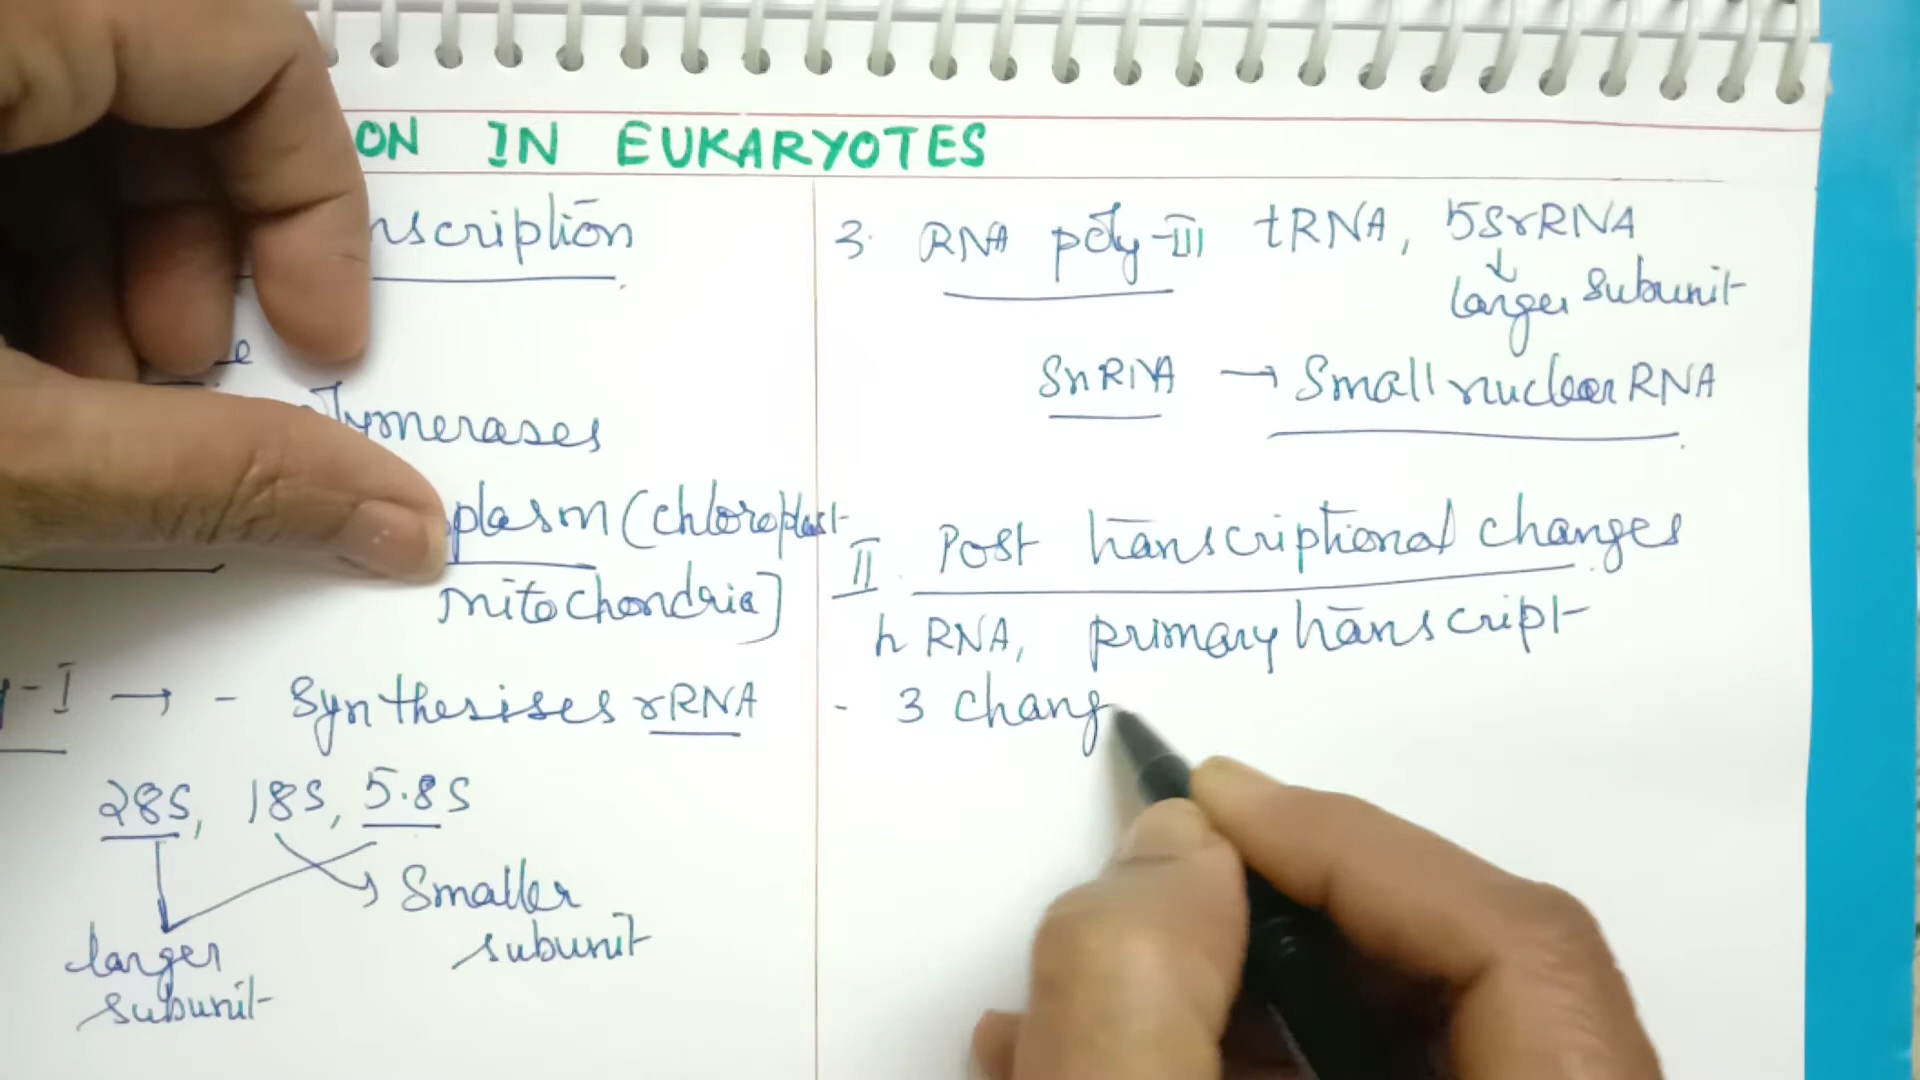 ON IN EUKARYOTES
nscription
ymerases
plasm (chloroplast
mitochondria]
-I → - Synthesises rRNA
28S, 18S, 5.8S
Smaller
subunit
larger
subunit
3. RNA poly-III tRNA, 5SrRNA
↓
larger subunit
SnRNA → Small nuclear RNA
II. Post transcriptional changes
h RNA, primary transcript
- 3 chang